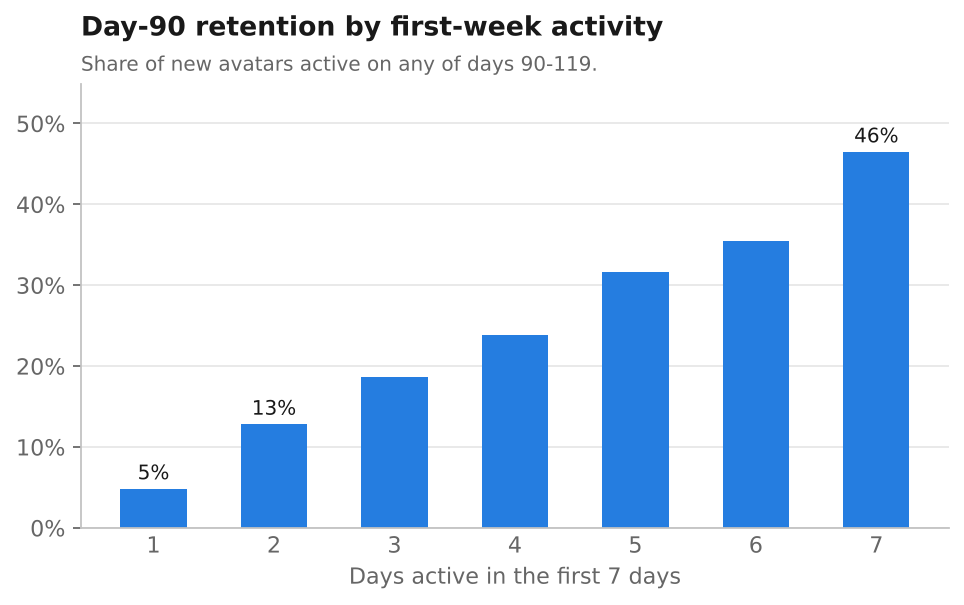 Day-90 retention by first-week activity
Share of new avatars active on any of days 90-119.
50%
40%
30%
20%
10%
0%
5%
13%
46%
1 2 3 4 5 6 7
Days active in the first 7 days